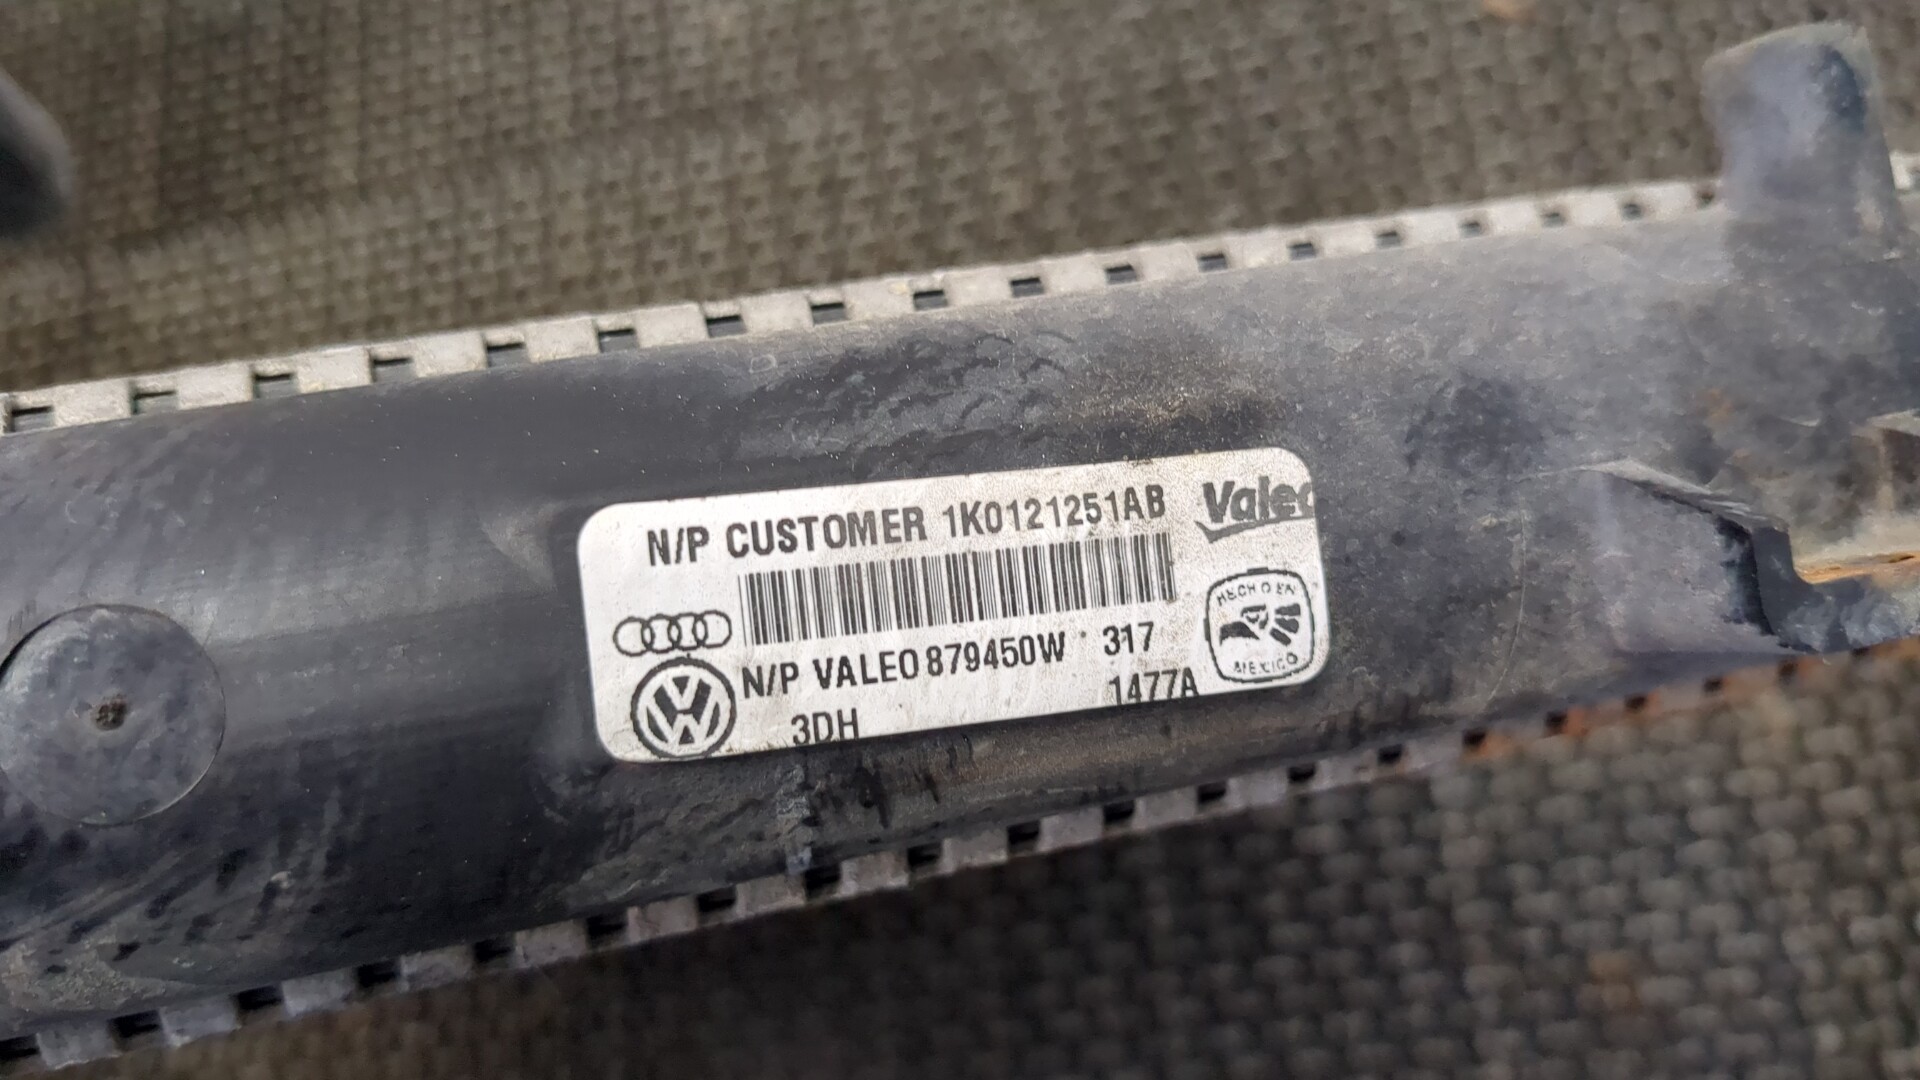 N/P CUSTOMER 1K0121251AB
Valeo
HECHO EN
MEXICO
N/P VALEO 879450W 317
3DH 1477A